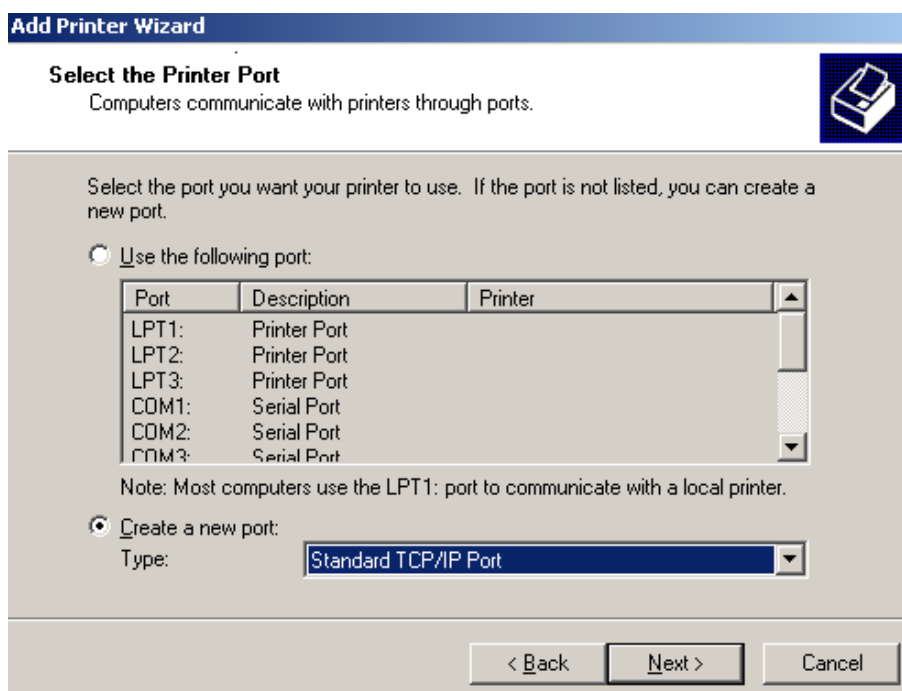 Add Printer Wizard
Select the Printer Port
Computers communicate with printers through ports.
Select the port you want your printer to use. If the port is not listed, you can create a
new port.
Use the following port:
Port Description Printer
LPT1: Printer Port
LPT2: Printer Port
LPT3: Printer Port
COM1: Serial Port
COM2: Serial Port
COM3: Serial Port
Note: Most computers use the LPT1: port to communicate with a local printer.
Create a new port:
Type: Standard TCP/IP Port
< Back Next > Cancel